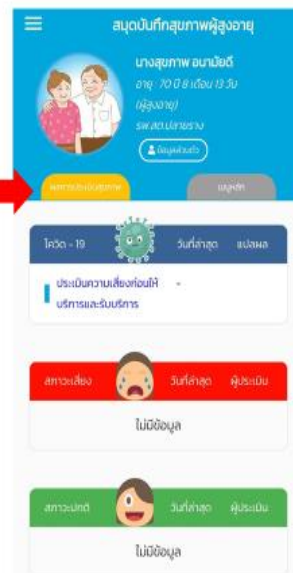 สมุดบันทึกสุขภาพผู้สูงอายุ
นางสุขภาพ อนามัยดี
อายุ : 70 ปี 8 เดือน 13 วัน
(ผู้สูงอายุ)
รพ.สต.ปลายราง
ข้อมูลส่วนตัว
ผลการประเมินสุขภาพ เมนูหลัก
โควิด - 19 วันที่ล่าสุด แปลผล
ประเมินความเสี่ยงก่อนให้ -
บริการและรับบริการ
สภาวะเสี่ยง วันที่ล่าสุด ผู้ประเมิน
ไม่มีข้อมูล
สภาวะปกติ วันที่ล่าสุด ผู้ประเมิน
ไม่มีข้อมูล